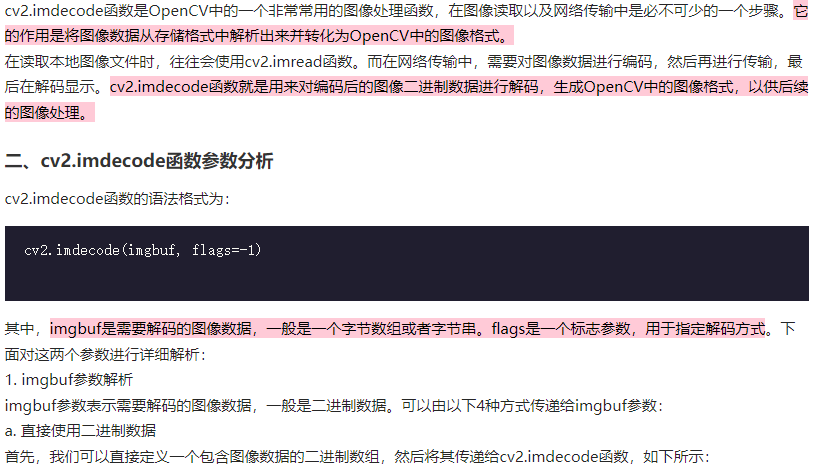 cv2.imdecode函数是OpenCV中的一个非常常用的图像处理函数，在图像读取以及网络传输中是必不可少的一个步骤。它
的作用是将图像数据从存储格式中解析出来并转化为OpenCV中的图像格式。
在读取本地图像文件时，往往会使用cv2.imread函数。而在网络传输中，需要对图像数据进行编码，然后再进行传输，最
后在解码显示。cv2.imdecode函数就是用来对编码后的图像二进制数据进行解码，生成OpenCV中的图像格式，以供后续
的图像处理。
二、cv2.imdecode函数参数分析
cv2.imdecode函数的语法格式为：
cv2.imdecode(imgbuf, flags=-1)
其中，imgbuf是需要解码的图像数据，一般是一个字节数组或者字节串。flags是一个标志参数，用于指定解码方式。下
面对这两个参数进行详细解析：
1. imgbuf参数解析
imgbuf参数表示需要解码的图像数据，一般是二进制数据。可以由以下4种方式传递给imgbuf参数：
a. 直接使用二进制数据
首先，我们可以直接定义一个包含图像数据的二进制数组，然后将其传递给cv2.imdecode函数，如下所示：